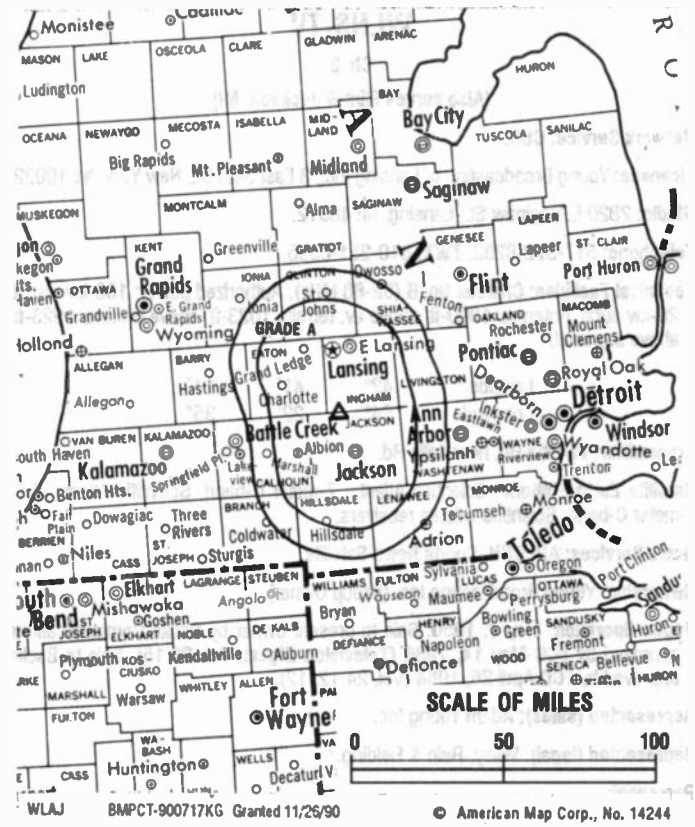 Monistee
Cadillac
MASON
LAKE
OSCEOLA
CLARE
GLADWIN
ARENAC
Ludington
HURON
BAY
OCEANA
NEWAYGO
MECOSTA
ISABELLA
MID-
LAND
Bay City
TUSCOLA
SANILAC
Big Rapids
Mt. Pleasant
Midland
Saginaw
MONTCALM
Alma
SAGINAW
MUSKEGON
LAPEER
KENT
Greenville
GRATIOT
GENESEE
Lapeer
ST. CLAIR
Grand
Rapids
IONIA
CLINTON
Owosso
Flint
Port Huron
OTTAWA
Ionia
St.
Johns
SHIA-
WASSEE
Fenton
MACOMB
Grandville
E. Grand
Rapids
Wyoming
GRADE A
OAKLAND
Rochester
Mount
Clemens
Holland
BARRY
EATON
E Lansing
Pontiac
ALLEGAN
Hastings
Grand Ledge
Lansing
LIVINGSTON
Royal Oak
Allegan
Charlotte
INGHAM
Dearborn
Detroit
VAN BUREN
KALAMAZOO
Battle Creek
JACKSON
Ann
Arbor
Inkster
Eastlawn
Windsor
South Haven
Albion
Ypsilanti
WAYNE
Wyandotte
Kalamazoo
Springfield Pl.
Lake-
view
Marshall
Jackson
WASHTENAW
Riverview
Trenton
Benton Hts.
CALHOUN
Fair
Plain
Dowagiac
Three
Rivers
BRANCH
HILLSDALE
LENAWEE
MONROE
Monroe
Tecumseh
BERRIEN
ST.
JOSEPH
Coldwater
Hillsdale
Adrion
Niles
CASS
Sturgis
Toledo
LAGRANGE
STEUBEN
WILLIAMS
FULTON
Sylvania
LUCAS
Oregon
Port Clinton
South
Bend
Elkhart
Mishawaka
Angola
Wauseon
Maumee
Perrysburg
OTTAWA
Goshen
Bryan
ST.
JOSEPH
ELKHART
NOBLE
DE KALB
HENRY
Bowling
Green
SANDUSKY
Huron
Plymouth
KOS
CIUSKO
Kendallville
Auburn
DEFIANCE
Napoleon
Fremont
WOOD
Defiance
SENECA
Bellevue
HURON
MARSHALL
Warsaw
WHITLEY
ALLEN
SCALE OF MILES
FULTON
Fort
Wayne
0 50 100
WA-
BASH
Huntington
WELLS
CASS
Decatur
WLAJ BMPCT-900717KG Granted 11/26/90 © American Map Corp., No. 14244